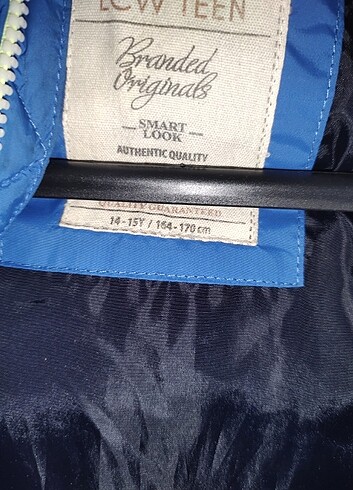 LCW TEEN
Branded
Originals
SMART
LOOK
AUTHENTIC QUALITY
QUALITY GUARANTEED
14-15Y / 164-170 cm